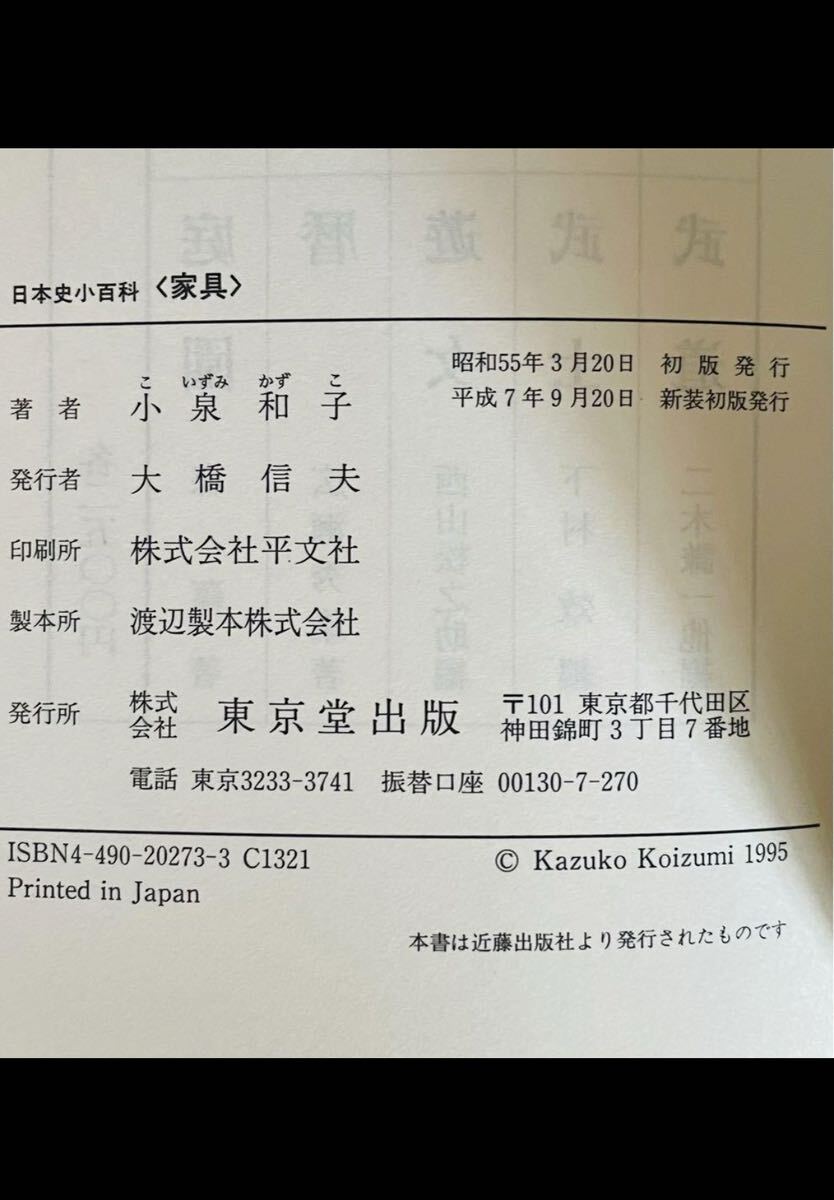 日本史小百科〈家具〉
昭和55年3月20日 初版発行
平成7年9月20日 新装初版発行
こ いずみ かず こ
著者 小泉和子
発行者 大橋信夫
印刷所 株式会社平文社
製本所 渡辺製本株式会社
発行所 株式会社 東京堂出版 〒101 東京都千代田区
神田錦町3丁目7番地
電話 東京3233-3741 振替口座 00130-7-270
ISBN4-490-20273-3 C1321 © Kazuko Koizumi 1995
Printed in Japan
本書は近藤出版社より発行されたものです